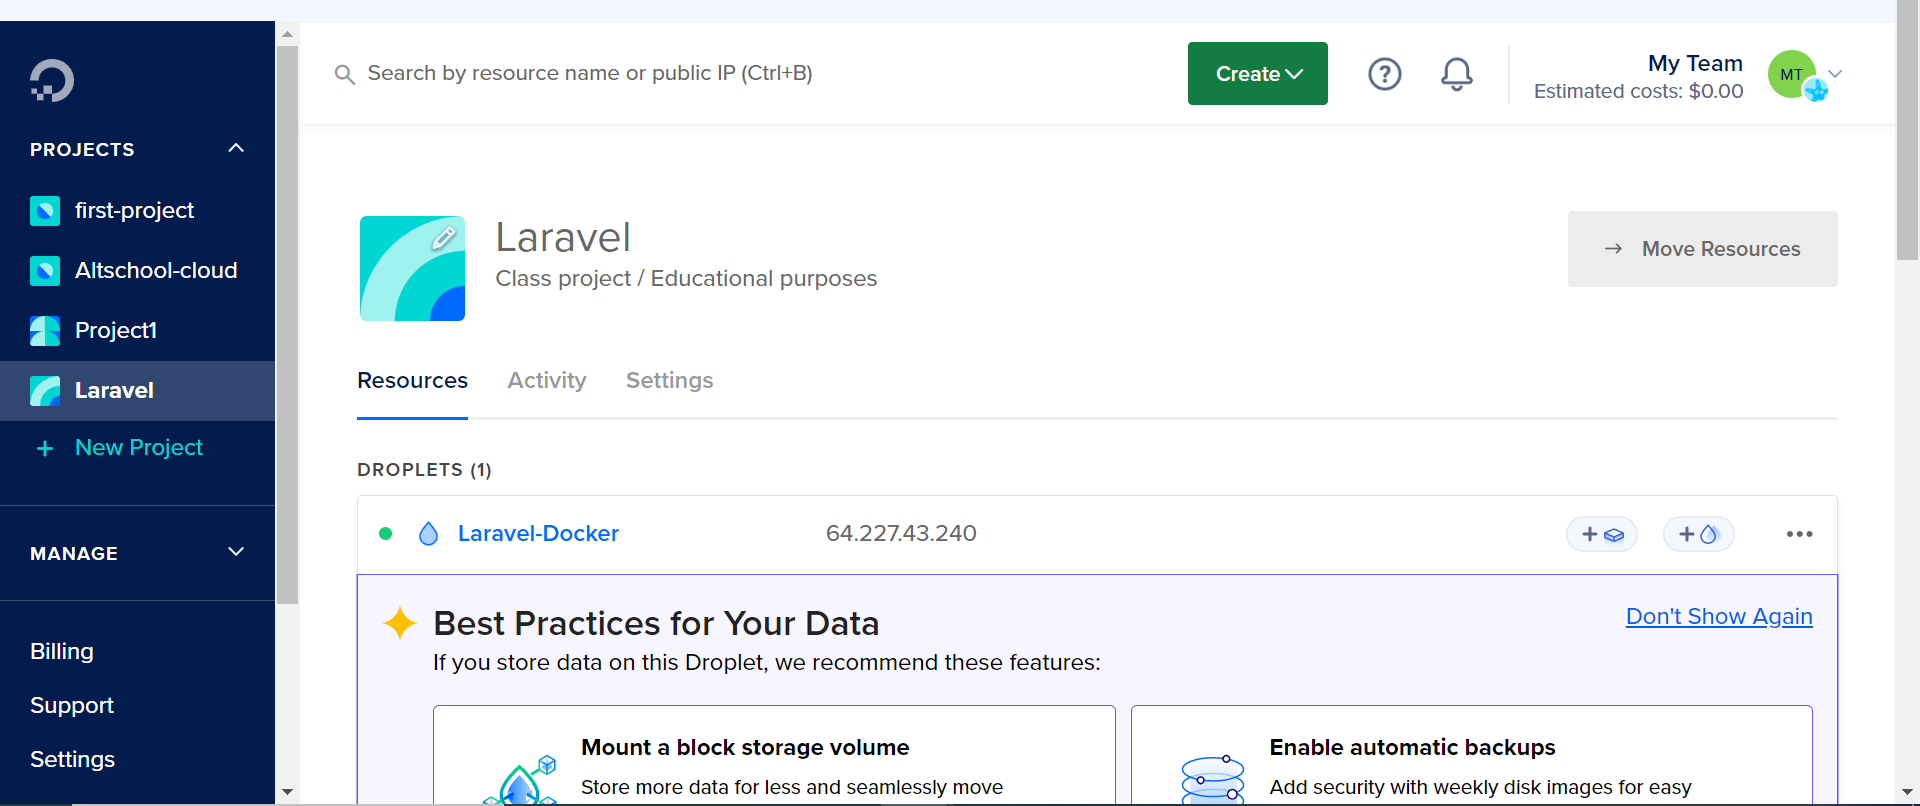 Search by resource name or public IP (Ctrl+B)
Create
My Team
Estimated costs: $0.00
MT
PROJECTS
first-project
Altschool-cloud
Project1
Laravel
+ New Project
MANAGE
Billing
Support
Settings
Laravel
Class project / Educational purposes
→ Move Resources
Resources
Activity
Settings
DROPLETS (1)
Laravel-Docker
64.227.43.240
Best Practices for Your Data
Don't Show Again
If you store data on this Droplet, we recommend these features:
Mount a block storage volume
Store more data for less and seamlessly move
Enable automatic backups
Add security with weekly disk images for easy